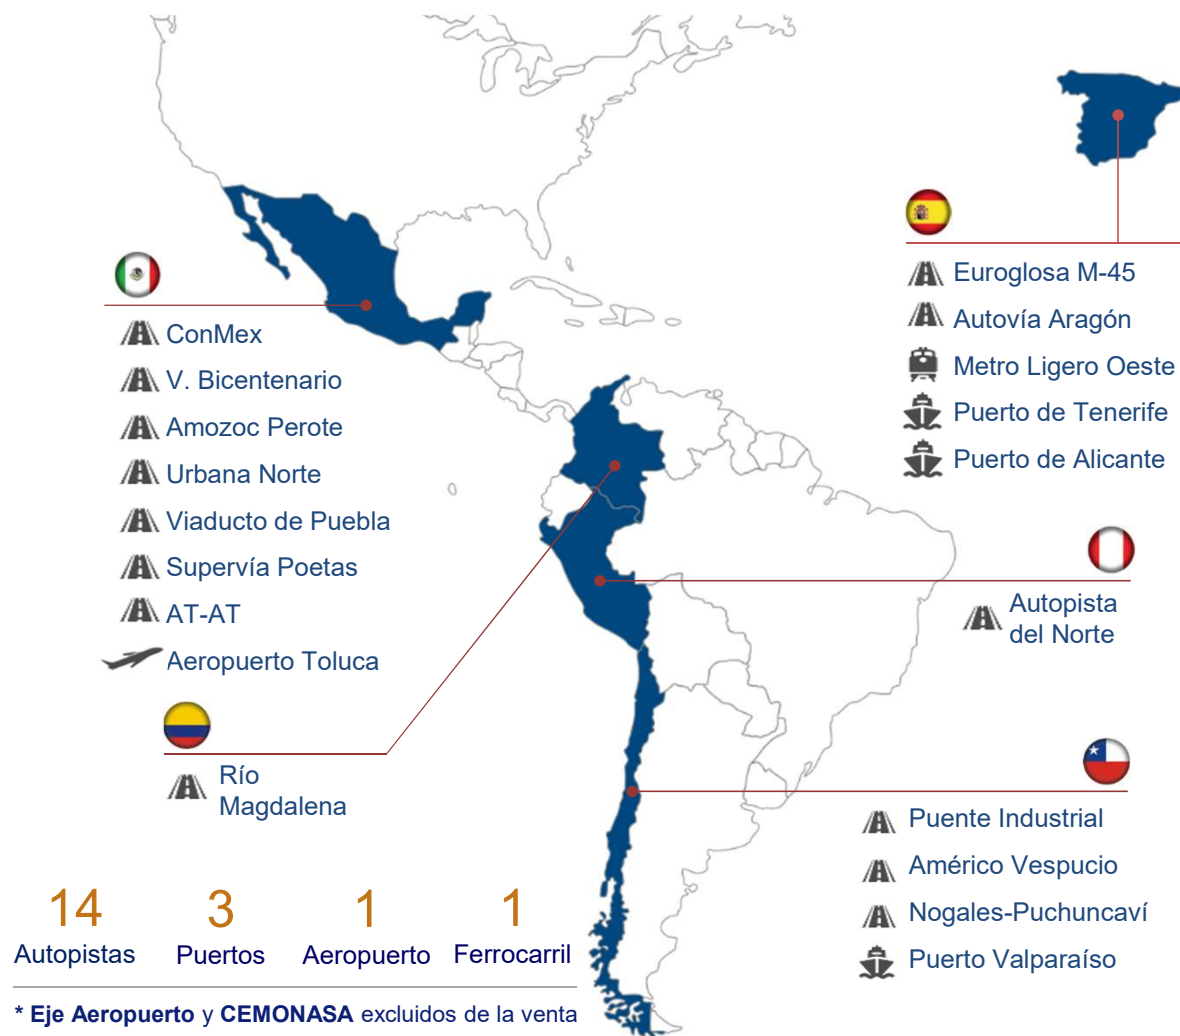 ConMex
V. Bicentenario
Amozoc Perote
Urbana Norte
Viaducto de Puebla
Supervía Poetas
AT-AT
Aeropuerto Toluca
Euroglosa M-45
Autovía Aragón
Metro Ligero Oeste
Puerto de Tenerife
Puerto de Alicante
Autopista
del Norte
Río
Magdalena
Puente Industrial
Américo Vespucio
Nogales-Puchuncaví
Puerto Valparaíso
14
Autopistas
3
Puertos
1
Aeropuerto
1
Ferrocarril
* Eje Aeropuerto y CEMONASA excluidos de la venta